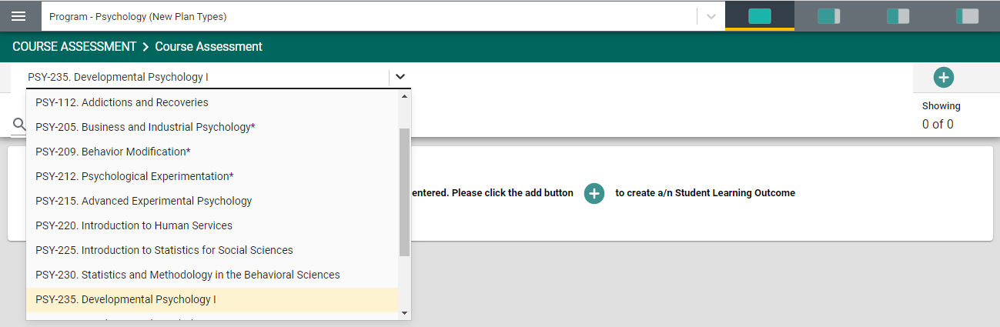 Program - Psychology (New Plan Types)
COURSE ASSESSMENT > Course Assessment
PSY-235. Developmental Psychology I
PSY-112. Addictions and Recoveries
PSY-205. Business and Industrial Psychology*
PSY-209. Behavior Modification*
PSY-212. Psychological Experimentation*
PSY-215. Advanced Experimental Psychology
PSY-220. Introduction to Human Services
PSY-225. Introduction to Statistics for Social Sciences
PSY-230. Statistics and Methodology in the Behavioral Sciences
PSY-235. Developmental Psychology I
Showing
0 of 0
entered. Please click the add button to create a/n Student Learning Outcome